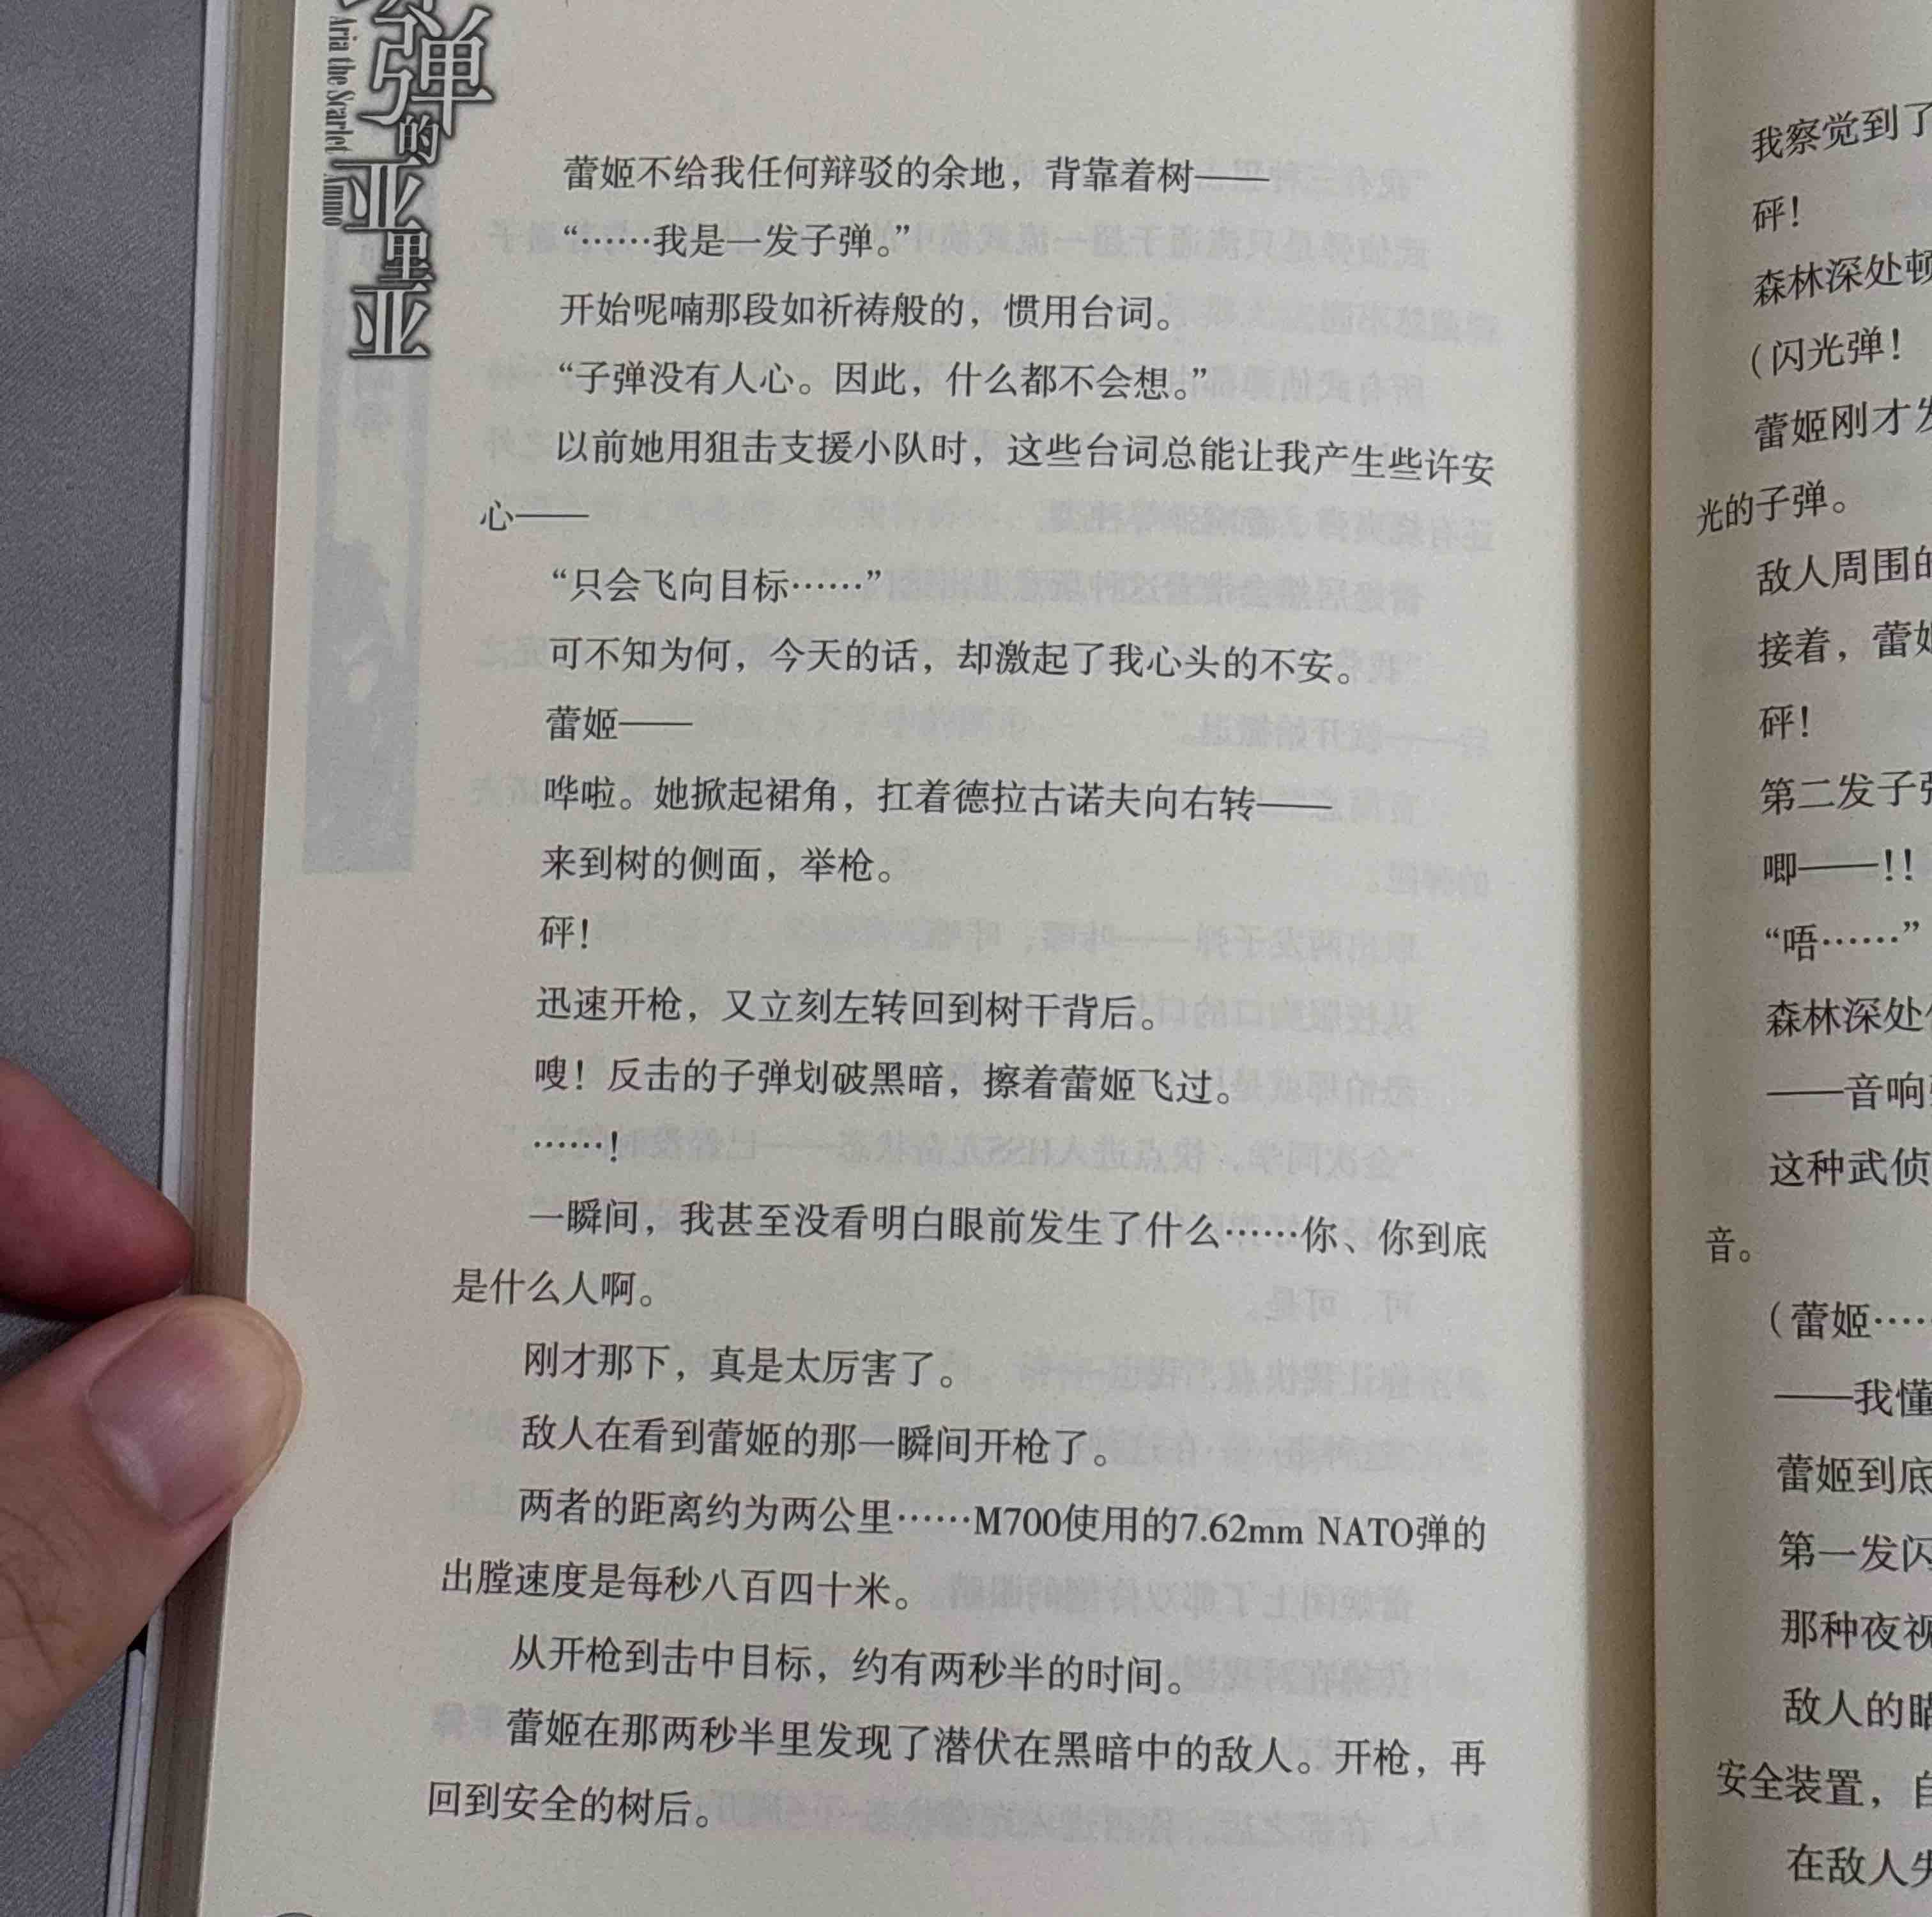 弹的亚里亚
Aria the Scarlet Ammo
蕾姬不给我任何辩驳的余地，背靠着树——
“……我是一发子弹。”
开始呢喃那段如祈祷般的，惯用台词。
“子弹没有人心。因此，什么都不会想。”
以前她用狙击支援小队时，这些台词总能让我产生些许安
心——
“只会飞向目标……”
可不知为何，今天的话，却激起了我心头的不安。
蕾姬——
哗啦。她掀起裙角，扛着德拉古诺夫向右转——
来到树的侧面，举枪。
砰！
迅速开枪，又立刻左转回到树干背后。
嗖！反击的子弹划破黑暗，擦着蕾姬飞过。
……！
一瞬间，我甚至没看明白眼前发生了什么……你、你到底
是什么人啊。
刚才那下，真是太厉害了。
敌人在看到蕾姬的那一瞬间开枪了。
两者的距离约为两公里……M700使用的7.62mm NATO弹的
出膛速度是每秒八百四十米。
从开枪到击中目标，约有两秒半的时间。
蕾姬在那两秒半里发现了潜伏在黑暗中的敌人。开枪，再
回到安全的树后。
我察觉到了
砰！
森林深处顿
（闪光弹！
蕾姬刚才发
光的子弹。
敌人周围的
接着，蕾姬
砰！
第二发子弹
唧——！！
“唔……”
森林深处
——音响弹
这种武侦
音。
（蕾姬……
——我懂
蕾姬到底
第一发闪
那种夜视
敌人的暗
安全装置，自
在敌人失